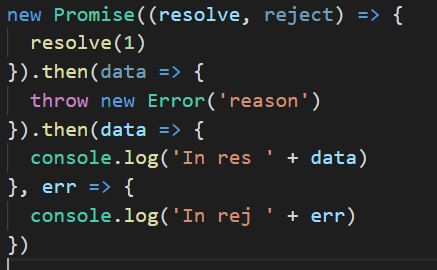 new Promise((resolve, reject) => {
  resolve(1)
}).then(data => {
  throw new Error('reason')
}).then(data => {
  console.log('In res ' + data)
}, err => {
  console.log('In rej ' + err)
})